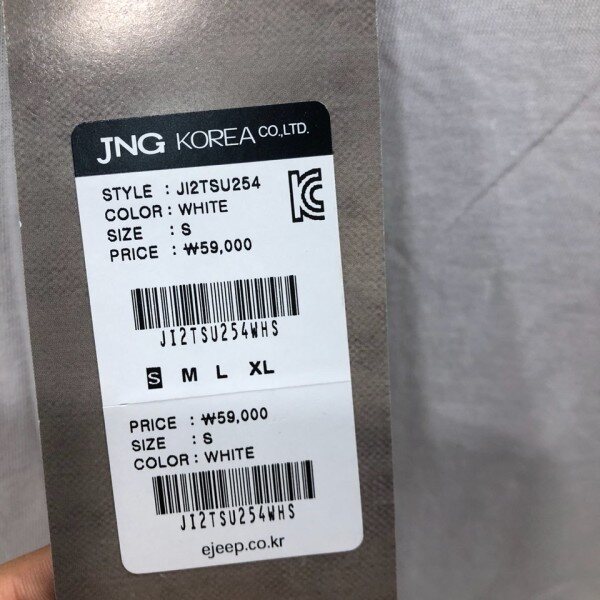 JNG KOREA CO.,LTD.
STYLE : JI2TSU254
COLOR : WHITE
SIZE : S
PRICE : ₩59,000
JI2TSU254WHS
S M L XL
PRICE : ₩59,000
SIZE : S
COLOR : WHITE
JI2TSU254WHS
ejeep.co.kr